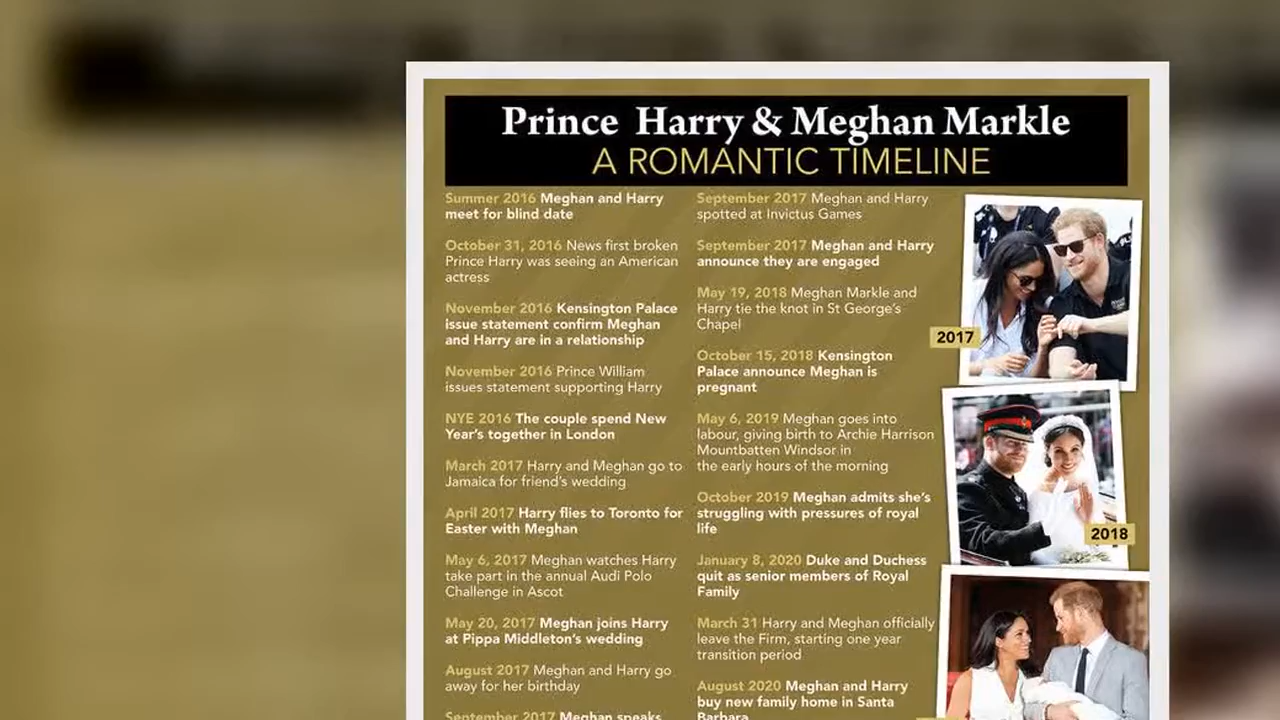 Prince Harry & Meghan Markle
A ROMANTIC TIMELINE
Summer 2016 Meghan and Harry
meet for blind date
October 31, 2016 News first broken
Prince Harry was seeing an American
actress
November 2016 Kensington Palace
issue statement confirm Meghan
and Harry are in a relationship
November 2016 Prince William
issues statement supporting Harry
NYE 2016 The couple spend New
Year's together in London
March 2017 Harry and Meghan go to
Jamaica for friend's wedding
April 2017 Harry flies to Toronto for
Easter with Meghan
May 6, 2017 Meghan watches Harry
take part in the annual Audi Polo
Challenge in Ascot
May 20, 2017 Meghan joins Harry
at Pippa Middleton's wedding
August 2017 Meghan and Harry go
away for her birthday
September 2017 Meghan speaks
September 2017 Meghan and Harry
spotted at Invictus Games
September 2017 Meghan and Harry
announce they are engaged
May 19, 2018 Meghan Markle and
Harry tie the knot in St George's
Chapel
October 15, 2018 Kensington
Palace announce Meghan is
pregnant
May 6, 2019 Meghan goes into
labour, giving birth to Archie Harrison
Mountbatten Windsor in
the early hours of the morning
October 2019 Meghan admits she's
struggling with pressures of royal
life
January 8, 2020 Duke and Duchess
quit as senior members of Royal
Family
March 31 Harry and Meghan officially
leave the Firm, starting one year
transition period
August 2020 Meghan and Harry
buy new family home in Santa
Barbara
2017
2018